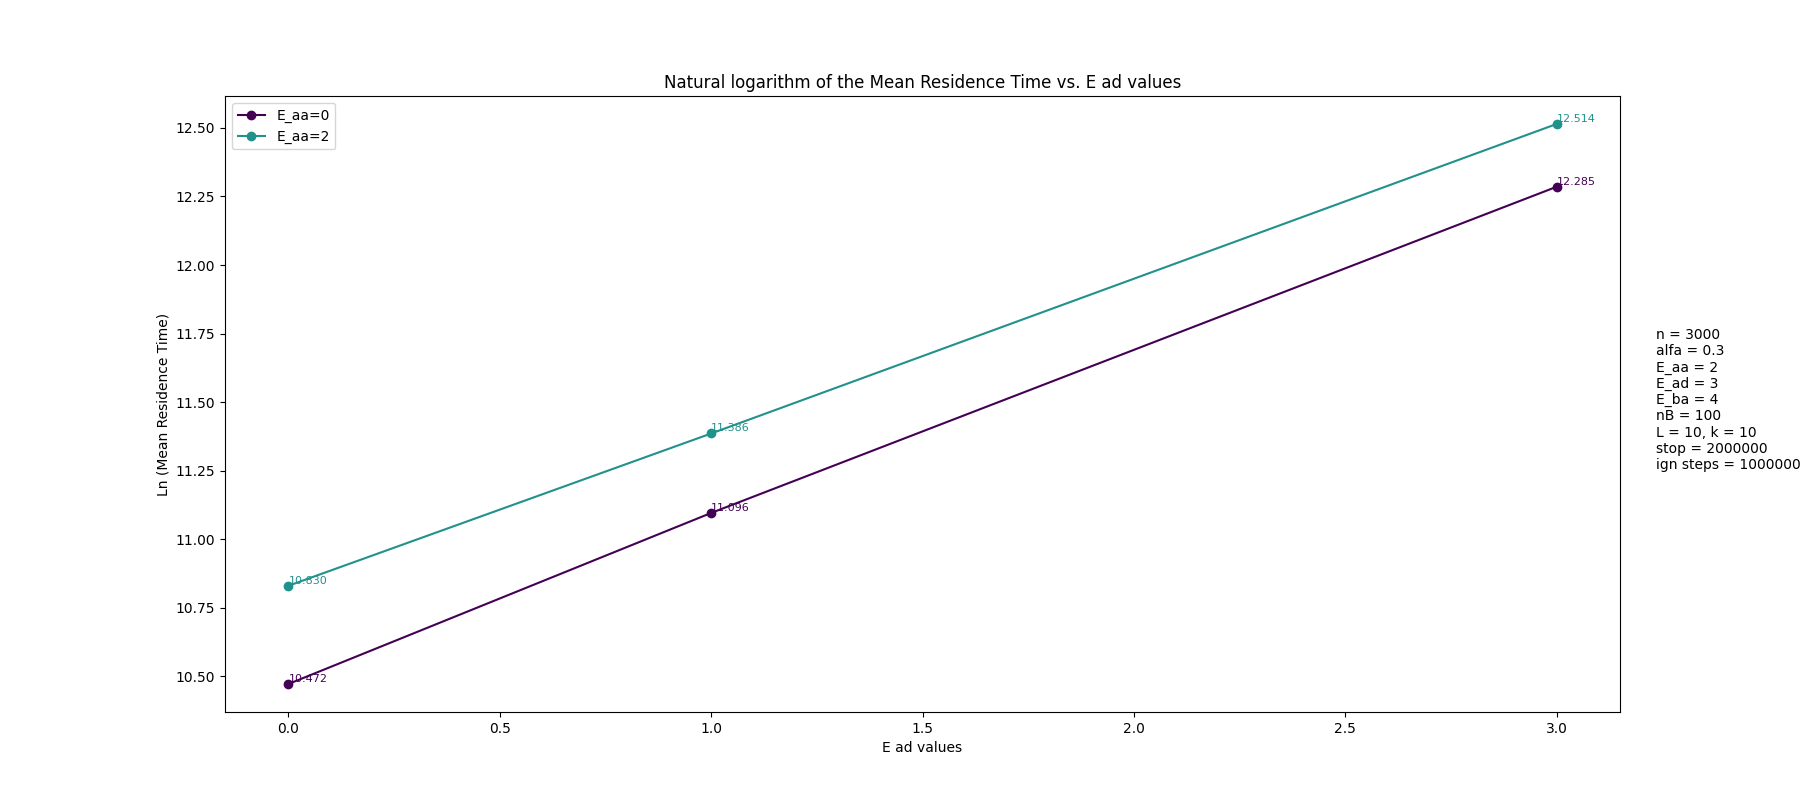 Natural logarithm of the Mean Residence Time vs. E ad values
E_aa=0
E_aa=2
12.50
12.25
12.00
11.75
11.50
11.25
11.00
10.75
10.50
Ln (Mean Residence Time)
12.514
12.285
11.386
11.096
10.830
10.472
0.0 0.5 1.0 1.5 2.0 2.5 3.0
E ad values
n = 3000
alfa = 0.3
E_aa = 2
E_ad = 3
E_ba = 4
nB = 100
L = 10, k = 10
stop = 2000000
ign steps = 1000000